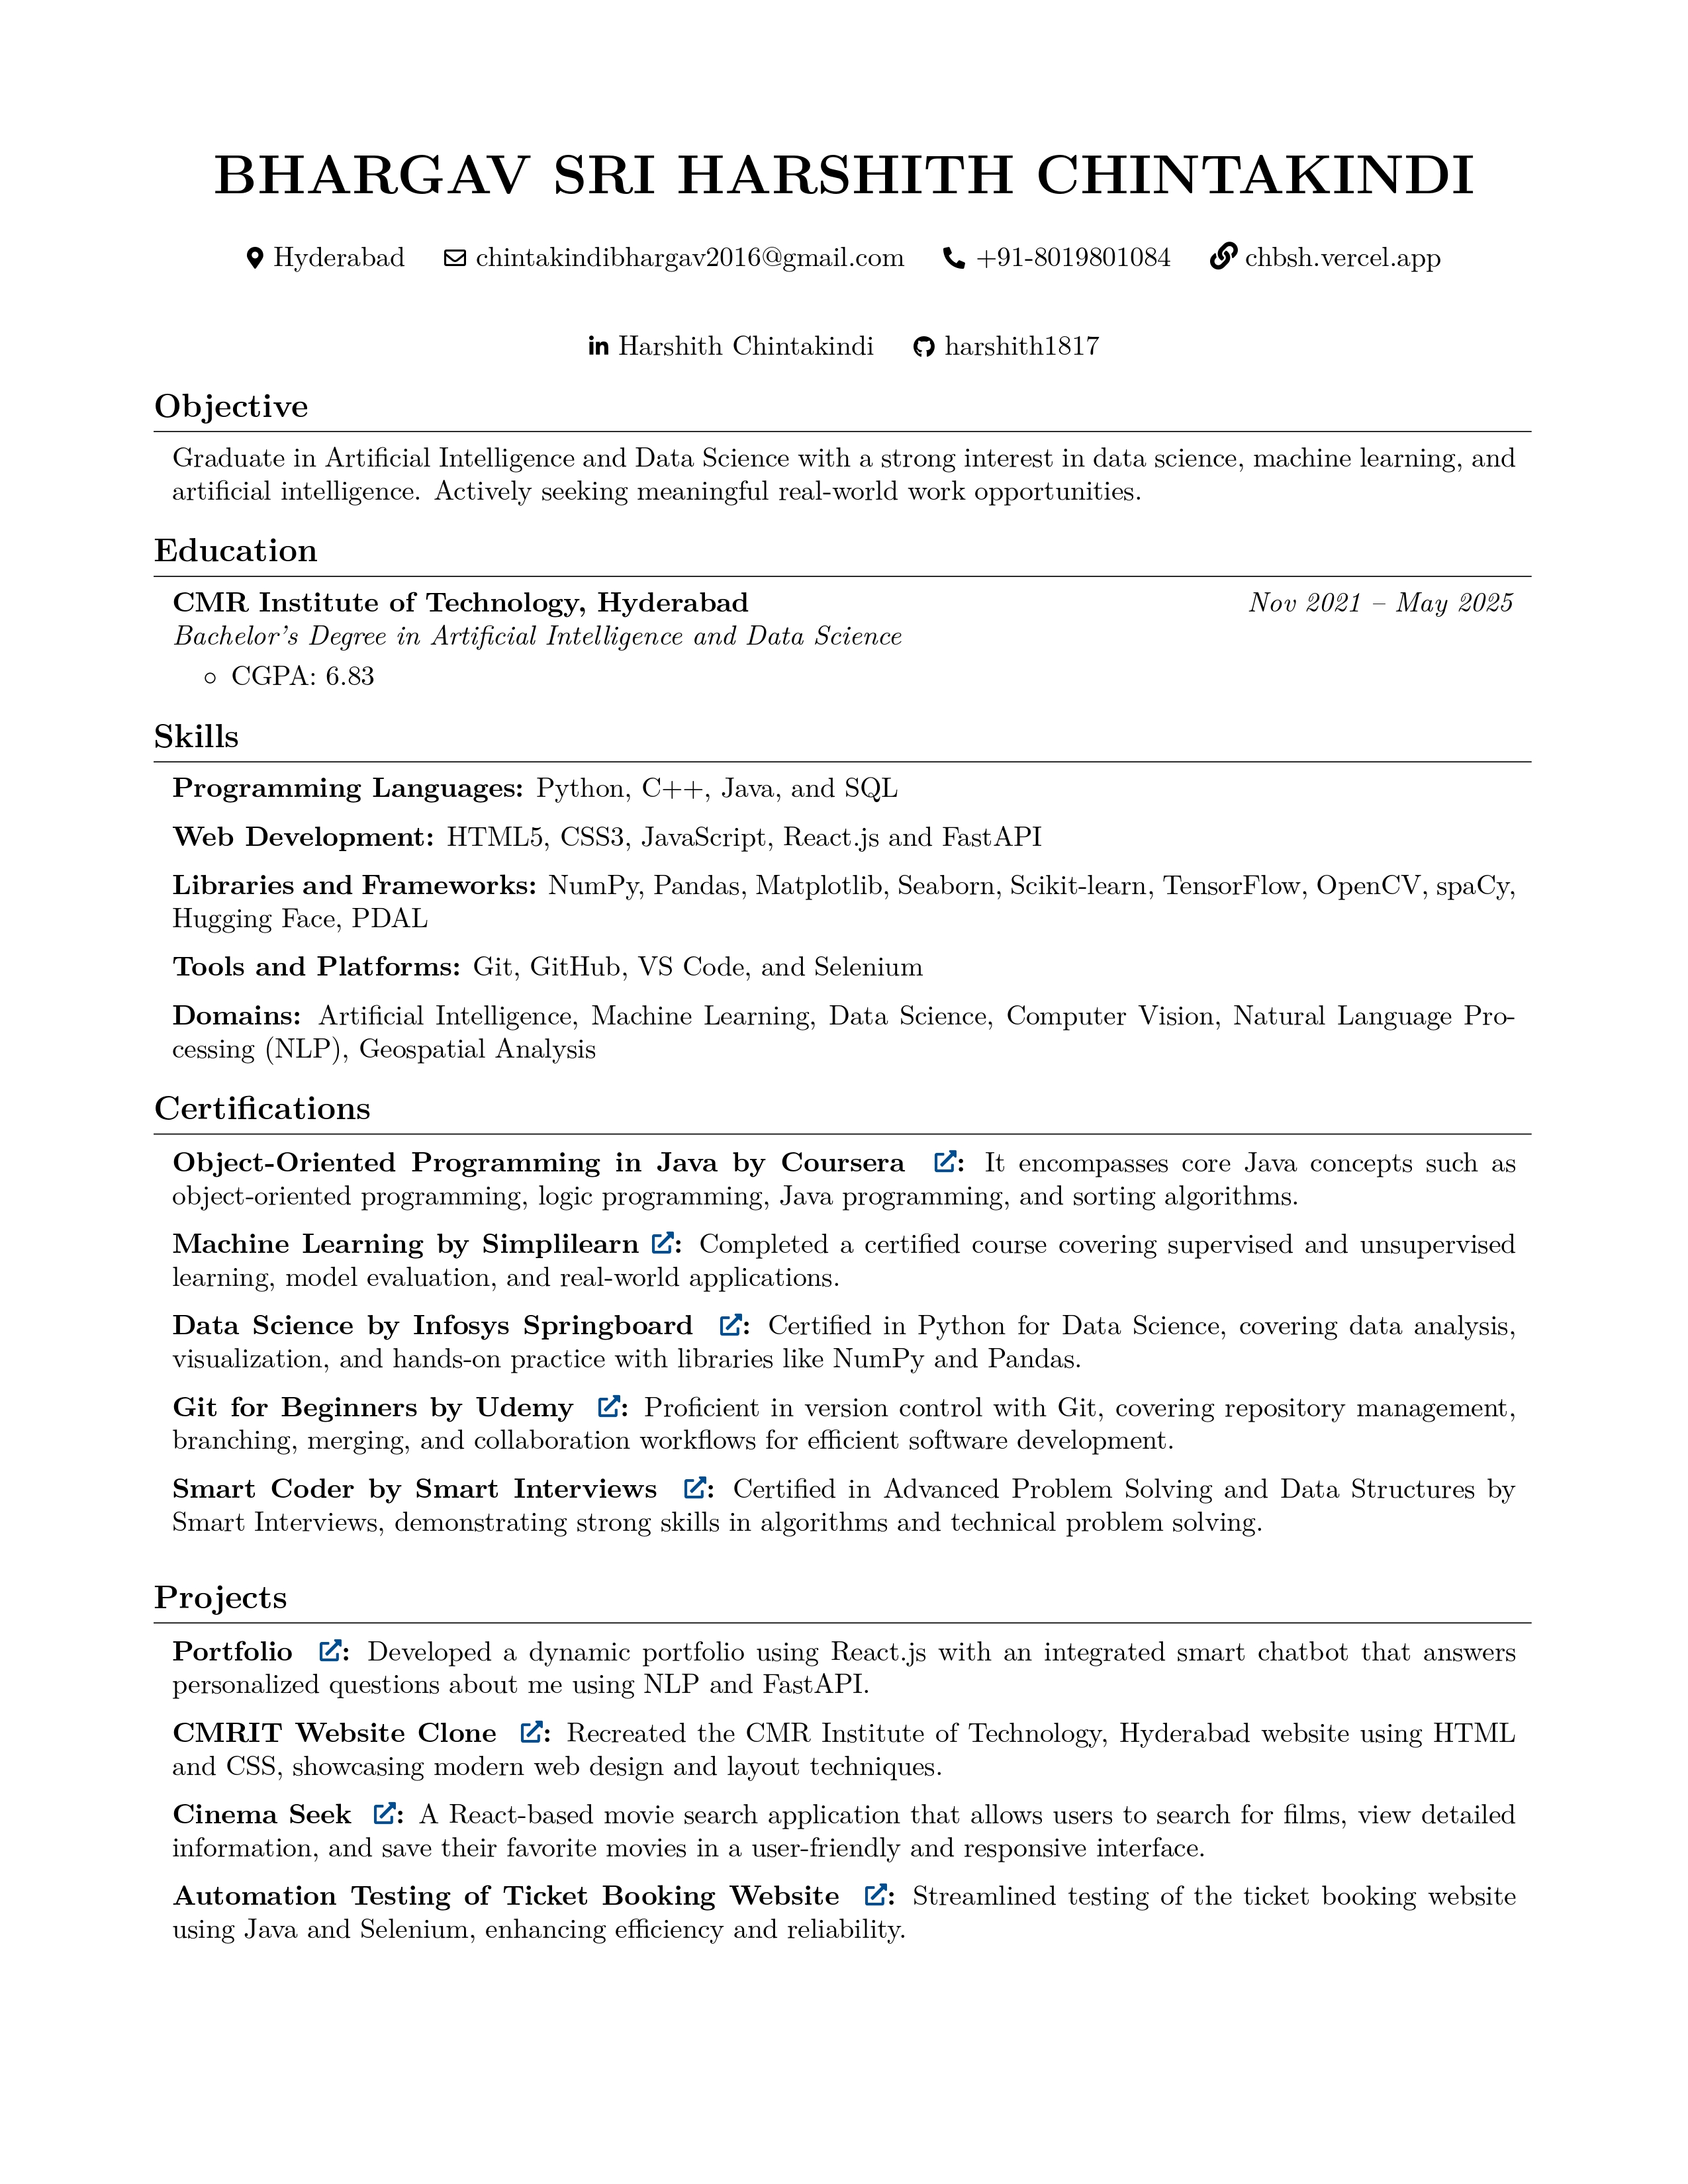 BHARGAV SRI HARSHITH CHINTAKINDI
Hyderabad chintakindibhargav2016@gmail.com +91-8019801084 chbsh.vercel.app
Harshith Chintakindi harshith1817
Objective
Graduate in Artificial Intelligence and Data Science with a strong interest in data science, machine learning, and
artificial intelligence. Actively seeking meaningful real-world work opportunities.
Education
CMR Institute of Technology, Hyderabad Nov 2021 – May 2025
Bachelor's Degree in Artificial Intelligence and Data Science
◦ CGPA: 6.83
Skills
Programming Languages: Python, C++, Java, and SQL
Web Development: HTML5, CSS3, JavaScript, React.js and FastAPI
Libraries and Frameworks: NumPy, Pandas, Matplotlib, Seaborn, Scikit-learn, TensorFlow, OpenCV, spaCy,
Hugging Face, PDAL
Tools and Platforms: Git, GitHub, VS Code, and Selenium
Domains: Artificial Intelligence, Machine Learning, Data Science, Computer Vision, Natural Language Pro-
cessing (NLP), Geospatial Analysis
Certifications
Object-Oriented Programming in Java by Coursera : It encompasses core Java concepts such as
object-oriented programming, logic programming, Java programming, and sorting algorithms.
Machine Learning by Simplilearn : Completed a certified course covering supervised and unsupervised
learning, model evaluation, and real-world applications.
Data Science by Infosys Springboard : Certified in Python for Data Science, covering data analysis,
visualization, and hands-on practice with libraries like NumPy and Pandas.
Git for Beginners by Udemy : Proficient in version control with Git, covering repository management,
branching, merging, and collaboration workflows for efficient software development.
Smart Coder by Smart Interviews : Certified in Advanced Problem Solving and Data Structures by
Smart Interviews, demonstrating strong skills in algorithms and technical problem solving.
Projects
Portfolio : Developed a dynamic portfolio using React.js with an integrated smart chatbot that answers
personalized questions about me using NLP and FastAPI.
CMRIT Website Clone : Recreated the CMR Institute of Technology, Hyderabad website using HTML
and CSS, showcasing modern web design and layout techniques.
Cinema Seek : A React-based movie search application that allows users to search for films, view detailed
information, and save their favorite movies in a user-friendly and responsive interface.
Automation Testing of Ticket Booking Website : Streamlined testing of the ticket booking website
using Java and Selenium, enhancing efficiency and reliability.